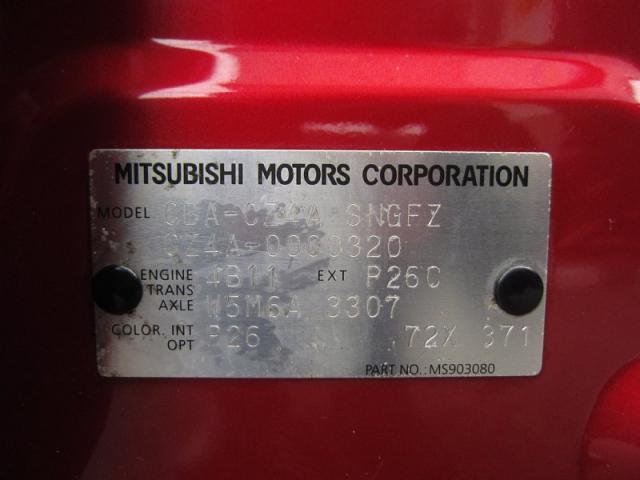 MITSUBISHI MOTORS CORPORATION
MODEL CBA-CZ4A SNGFZ
CZ4A-0900320
ENGINE 4B11 EXT P26C
TRANS
AXLE W5M6A 3307
COLOR. INT P26 72X 371
OPT
PART NO.: MS903080